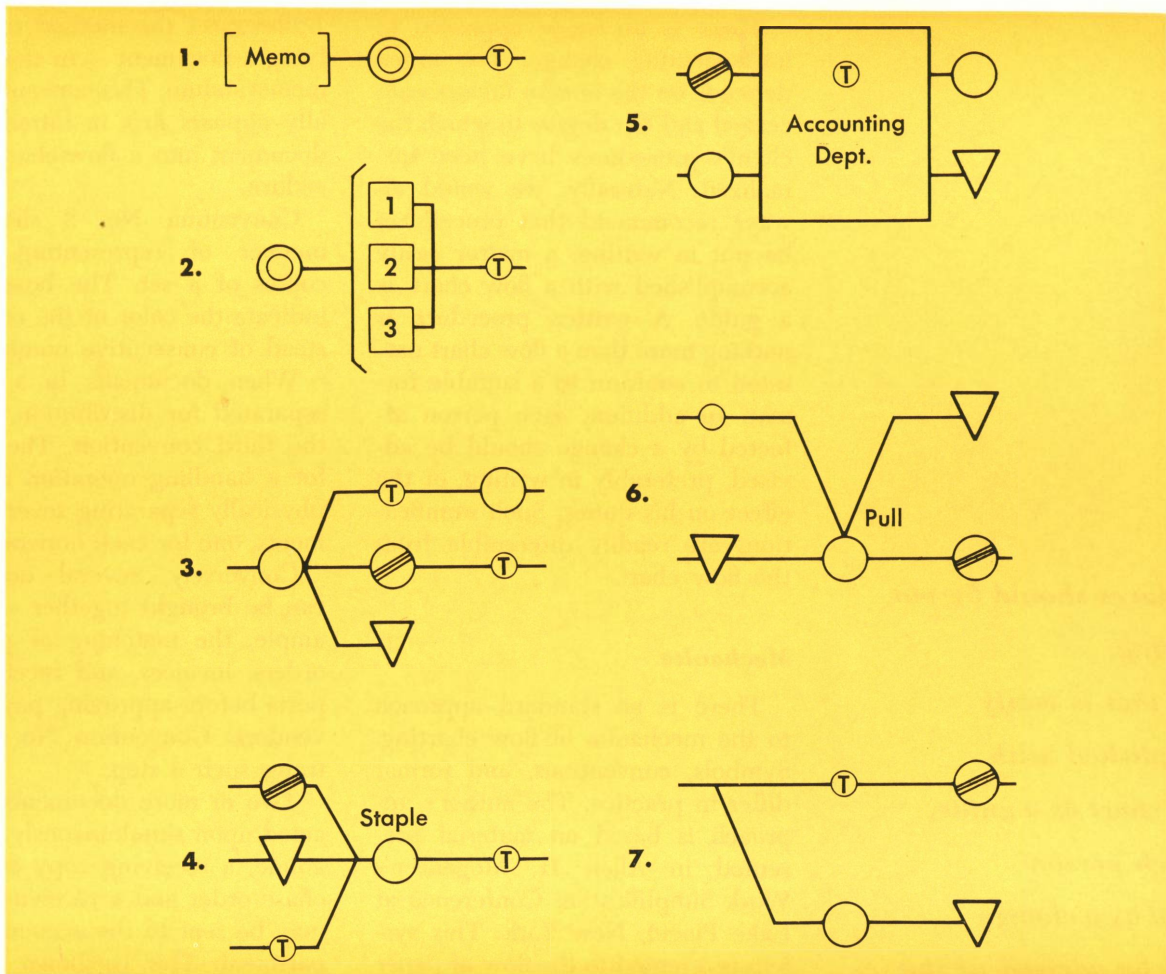 1. [ Memo ] T
2. 1
2
3
T
3. T
T
4. Staple
T
5. T
Accounting
Dept.
6. Pull
7. T